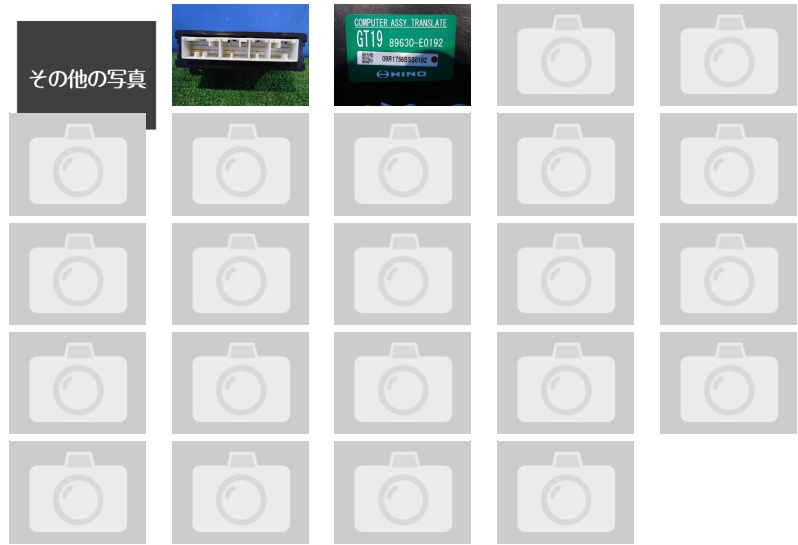 その他の写真
COMPUTER ASSY, TRANSLATE
GT19 89630-E0192
09R1756BSS0192
HINO